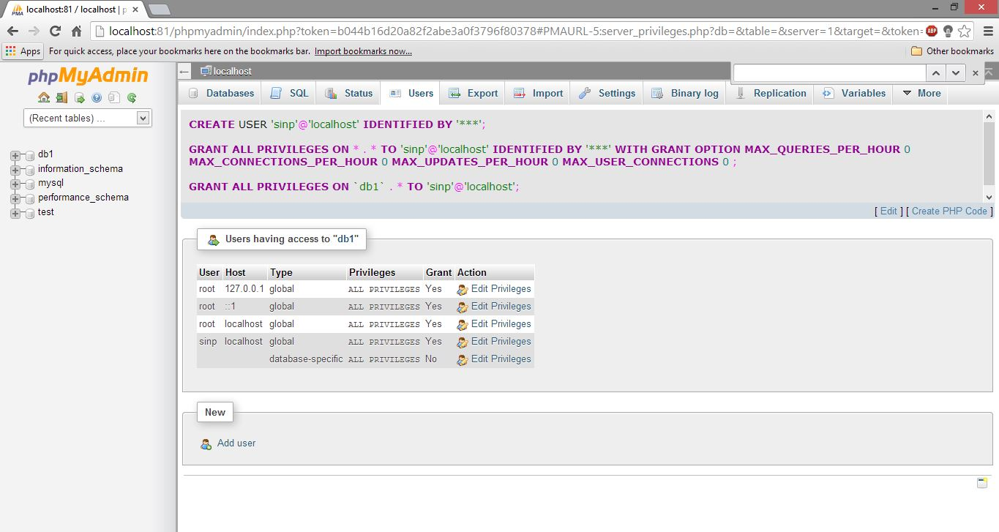 localhost:81 / localhost | p
localhost:81/phpmyadmin/index.php?token=b044b16d20a82f2abe3a0f3796f80378#PMAURL-5:server_privileges.php?db=&table=&server=1&target=&token=
ABP
Apps For quick access, place your bookmarks here on the bookmarks bar. Import bookmarks now... Other bookmarks
phpMyAdmin
(Recent tables) ...
db1
information_schema
mysql
performance_schema
test
localhost
Databases SQL Status Users Export Import Settings Binary log Replication Variables More
CREATE USER 'sinp'@'localhost' IDENTIFIED BY '***';
GRANT ALL PRIVILEGES ON * . * TO 'sinp'@'localhost' IDENTIFIED BY '***' WITH GRANT OPTION MAX_QUERIES_PER_HOUR 0
MAX_CONNECTIONS_PER_HOUR 0 MAX_UPDATES_PER_HOUR 0 MAX_USER_CONNECTIONS 0 ;
GRANT ALL PRIVILEGES ON `db1` . * TO 'sinp'@'localhost';
[ Edit ] [ Create PHP Code ]
Users having access to "db1"
User Host Type Privileges Grant Action
root 127.0.0.1 global ALL PRIVILEGES Yes Edit Privileges
root ::1 global ALL PRIVILEGES Yes Edit Privileges
root localhost global ALL PRIVILEGES Yes Edit Privileges
sinp localhost global ALL PRIVILEGES Yes Edit Privileges
database-specific ALL PRIVILEGES No Edit Privileges
New
Add user